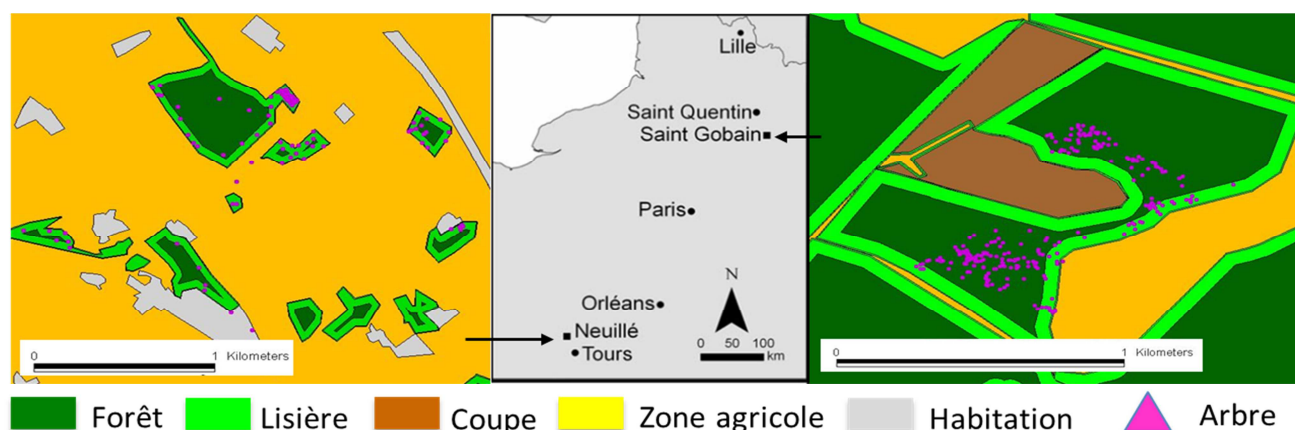 Lille
Saint Quentin
Saint Gobain
Paris
N
Orléans
Neuillé
Tours
0 50 100
km
0 1 Kilometers
0 1 Kilometers
Forêt Lisière Coupe Zone agricole Habitation Arbre